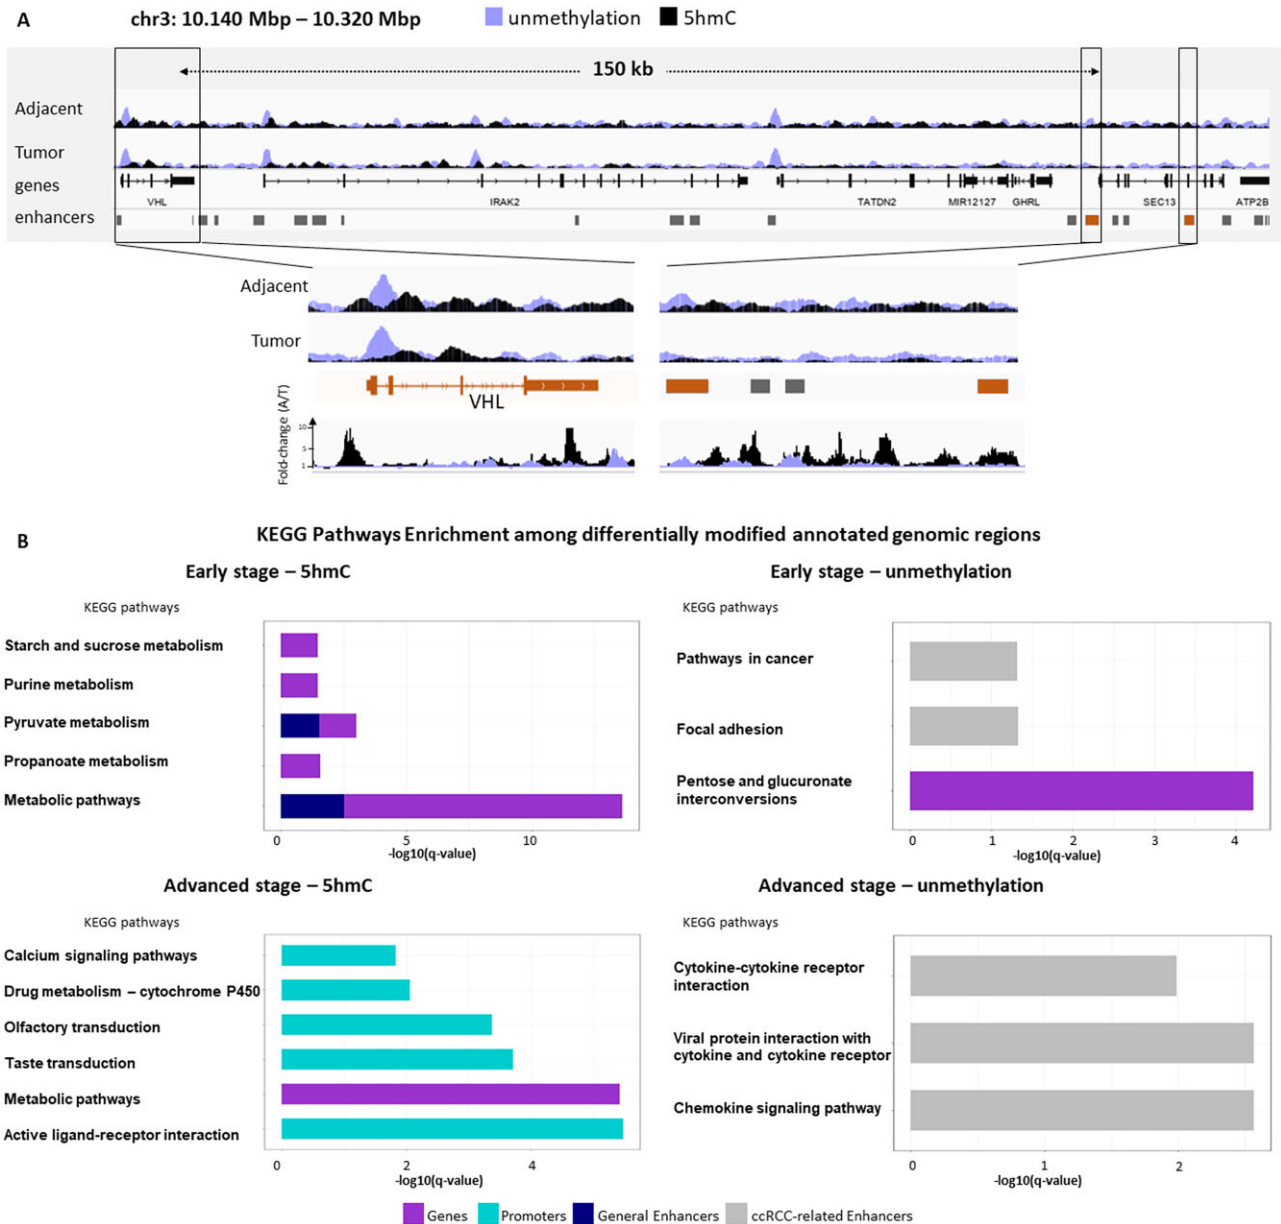 A
chr3: 10.140 Mbp – 10.320 Mbp
unmethylation
5hmC
150 kb
Adjacent
Tumor
genes
VHL
IRAK2
TATDN2
MIR12127
GHRL
SEC13
ATP2B
enhancers
Adjacent
Tumor
VHL
Fold-change (A/T)
10
5
1
B
KEGG Pathways Enrichment among differentially modified annotated genomic regions
Early stage – 5hmC
KEGG pathways
Starch and sucrose metabolism
Purine metabolism
Pyruvate metabolism
Propanoate metabolism
Metabolic pathways
0 5 10
-log10(q-value)
Early stage – unmethylation
KEGG pathways
Pathways in cancer
Focal adhesion
Pentose and glucuronate
interconversions
0 1 2 3 4
-log10(q-value)
Advanced stage – 5hmC
KEGG pathways
Calcium signaling pathways
Drug metabolism – cytochrome P450
Olfactory transduction
Taste transduction
Metabolic pathways
Active ligand-receptor interaction
0 2 4
-log10(q-value)
Advanced stage – unmethylation
KEGG pathways
Cytokine-cytokine receptor
interaction
Viral protein interaction with
cytokine and cytokine receptor
Chemokine signaling pathway
0 1 2
-log10(q-value)
Genes
Promoters
General Enhancers
ccRCC-related Enhancers